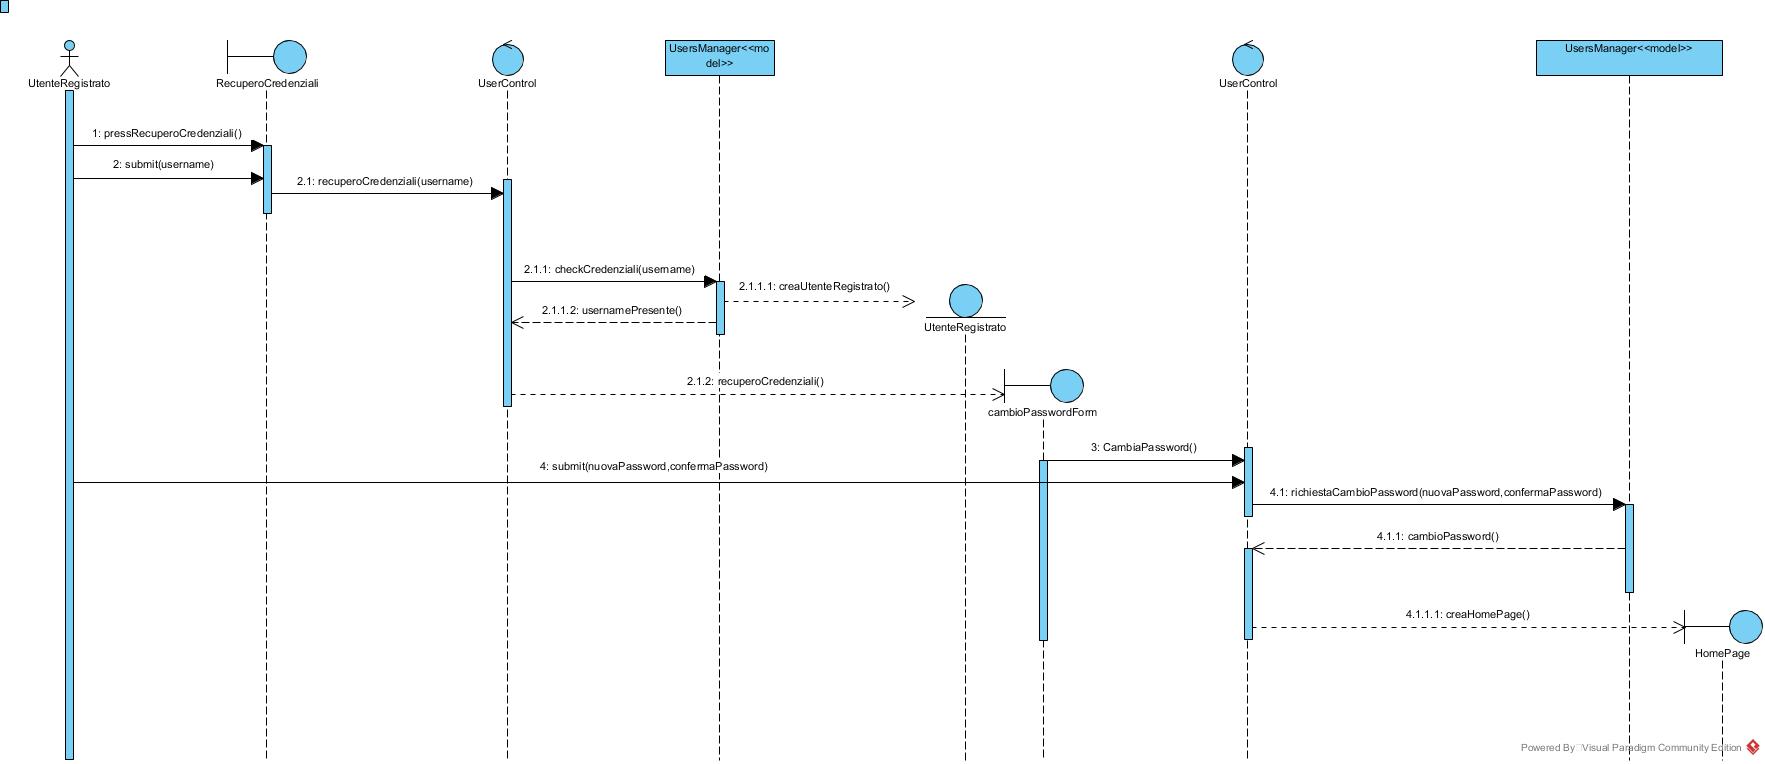 UtenteRegistrato
RecuperoCredenziali
UserControl
UsersManager<<mo
del>>
UserControl
UsersManager<<model>>
1: pressRecuperoCredenziali()
2: submit(username)
2.1: recuperoCredenziali(username)
2.1.1: checkCredenziali(username)
2.1.1.1: creaUtenteRegistrato()
2.1.1.2: usernamePresente()
UtenteRegistrato
2.1.2: recuperoCredenziali()
cambioPasswordForm
3: CambiaPassword()
4: submit(nuovaPassword,confermaPassword)
4.1: richiestaCambioPassword(nuovaPassword,confermaPassword)
4.1.1: cambioPassword()
4.1.1.1: creaHomePage()
HomePage
Powered By Visual Paradigm Community Edition